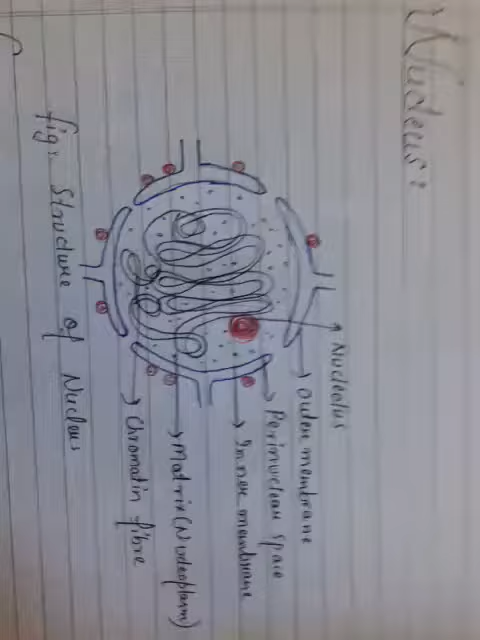 Nucleus:
Nucleolus
outer membrane
Perinuclear space
Inner membrane
Matrix (Nucleoplasm)
Chromatin fibre
fig: Structure of Nucleus